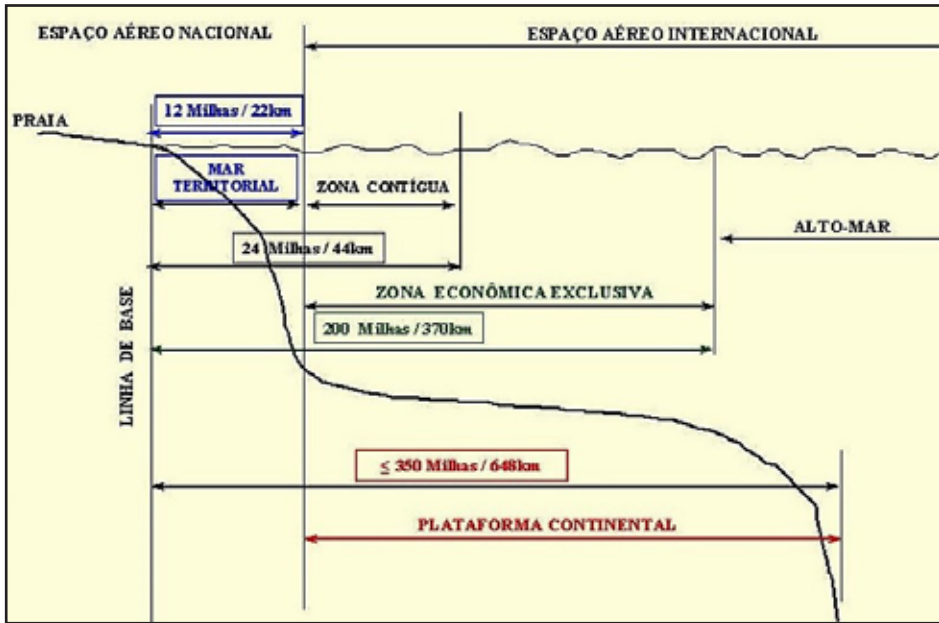 ESPAÇO AÉREO NACIONAL
ESPAÇO AÉREO INTERNACIONAL
12 Milhas / 22km
PRAIA
MAR
TERRITORIAL
ZONA CONTÍGUA
ALTO-MAR
24 Milhas / 44km
ZONA ECONÔMICA EXCLUSIVA
200 Milhas / 370km
LINHA DE BASE
≤ 350 Milhas / 648km
PLATAFORMA CONTINENTAL